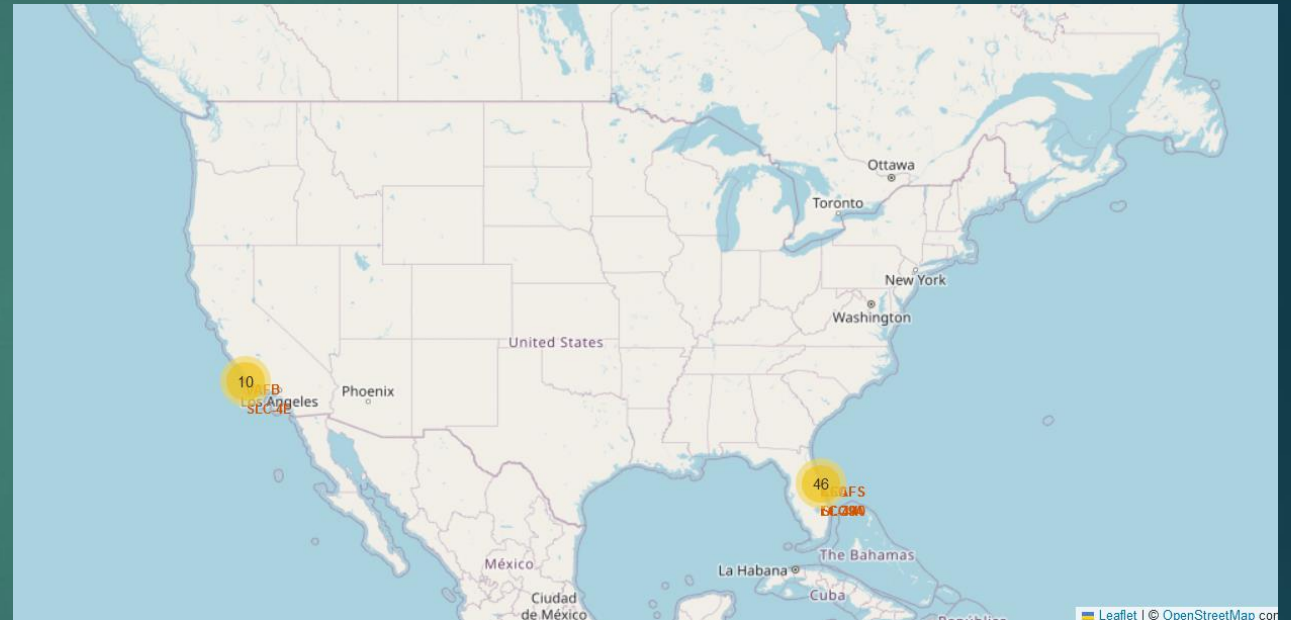 Ottawa
Toronto
New York
Washington
United States
10
VAFB
Los Angeles
SLC-4E
Phoenix
46
México
Ciudad
de México
La Habana
The Bahamas
Cuba
Leaflet | © OpenStreetMap con